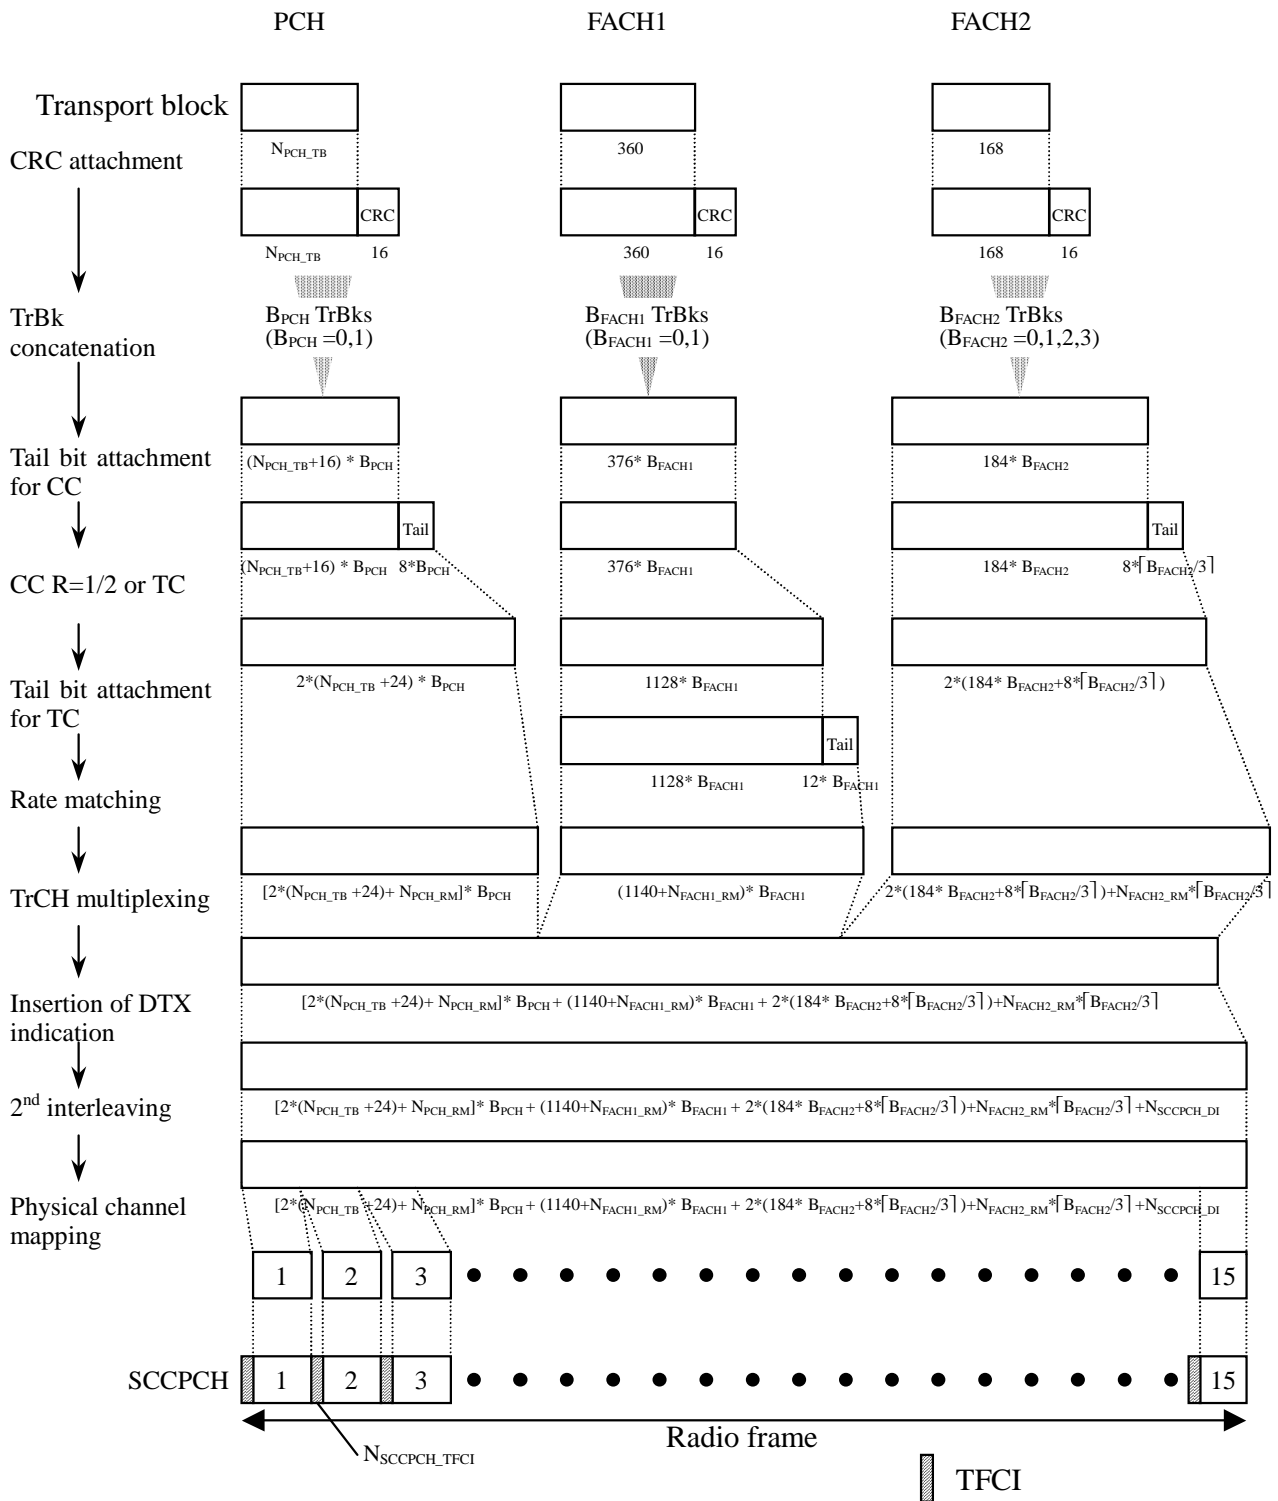 PCH FACH1 FACH2
Transport block
N_PCH_TB 360 168
CRC attachment
CRC CRC CRC
N_PCH_TB 16 360 16 168 16
B_PCH TrBks B_FACH1 TrBks B_FACH2 TrBks
(B_PCH =0,1) (B_FACH1 =0,1) (B_FACH2 =0,1,2,3)
TrBk
concatenation
Tail bit attachment
for CC
(N_PCH_TB+16) * B_PCH 376* B_FACH1 184* B_FACH2
Tail Tail
(N_PCH_TB+16) * B_PCH 8*B_PCH 376* B_FACH1 184* B_FACH2 8*⌈B_FACH2/3⌉
CC R=1/2 or TC
2*(N_PCH_TB +24) * B_PCH 1128* B_FACH1 2*(184* B_FACH2+8*⌈B_FACH2/3⌉)
Tail bit attachment
for TC
Tail
1128* B_FACH1 12* B_FACH1
Rate matching
[2*(N_PCH_TB +24)+ N_PCH_RM]* B_PCH (1140+N_FACH1_RM)* B_FACH1 2*(184* B_FACH2+8*⌈B_FACH2/3⌉)+N_FACH2_RM*⌈B_FACH2/3⌉
TrCH multiplexing
[2*(N_PCH_TB +24)+ N_PCH_RM]* B_PCH + (1140+N_FACH1_RM)* B_FACH1 + 2*(184* B_FACH2+8*⌈B_FACH2/3⌉)+N_FACH2_RM*⌈B_FACH2/3⌉
Insertion of DTX
indication
[2*(N_PCH_TB +24)+ N_PCH_RM]* B_PCH + (1140+N_FACH1_RM)* B_FACH1 + 2*(184* B_FACH2+8*⌈B_FACH2/3⌉)+N_FACH2_RM*⌈B_FACH2/3⌉ +N_SCCPCH_DI
2nd interleaving
[2*(N_PCH_TB +24)+ N_PCH_RM]* B_PCH + (1140+N_FACH1_RM)* B_FACH1 + 2*(184* B_FACH2+8*⌈B_FACH2/3⌉)+N_FACH2_RM*⌈B_FACH2/3⌉ +N_SCCPCH_DI
Physical channel
mapping
1 2 3 15
SCCPCH 1 2 3 15
Radio frame
N_SCCPCH_TFCI
TFCI